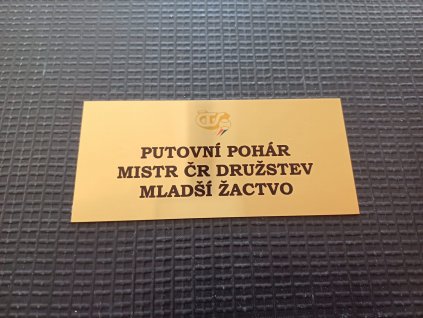 PUTOVNÍ POHÁR
MISTR ČR DRUŽSTEV
MLADŠÍ ŽACTVO